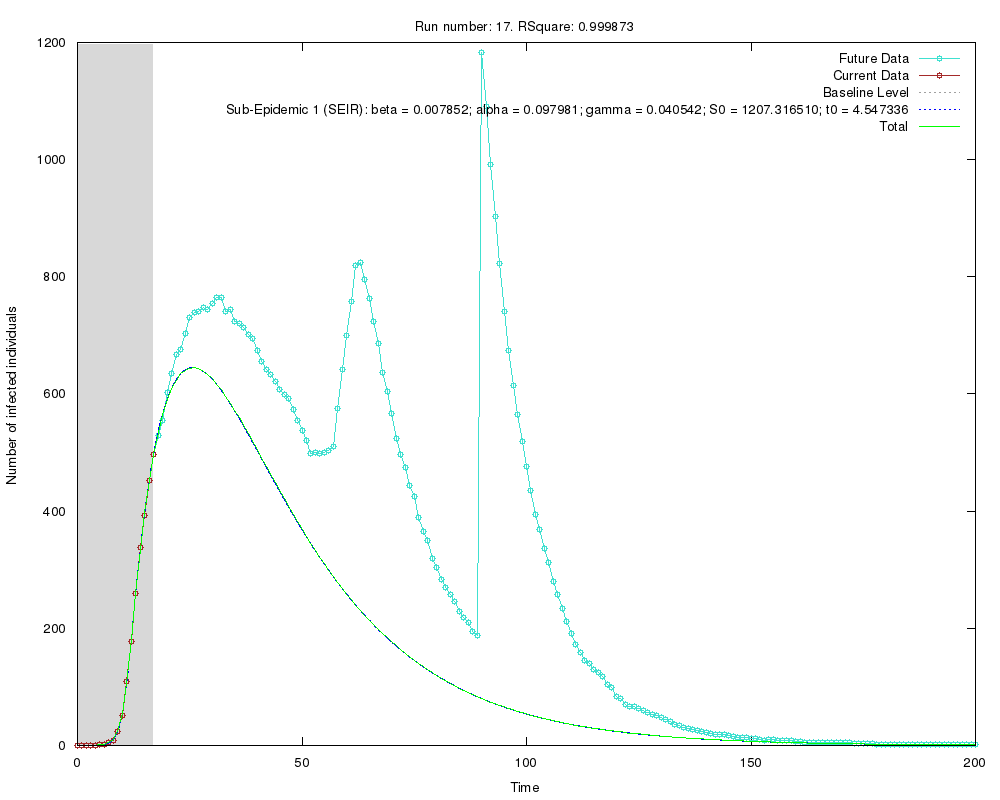 Run number: 17. RSquare: 0.999873
1200
1000
800
600
400
200
0
Number of infected individuals
Future Data
Current Data
Baseline Level
Sub-Epidemic 1 (SEIR): beta = 0.007852; alpha = 0.097981; gamma = 0.040542; S0 = 1207.316510; t0 = 4.547336
Total
0 50 100 150 200
Time